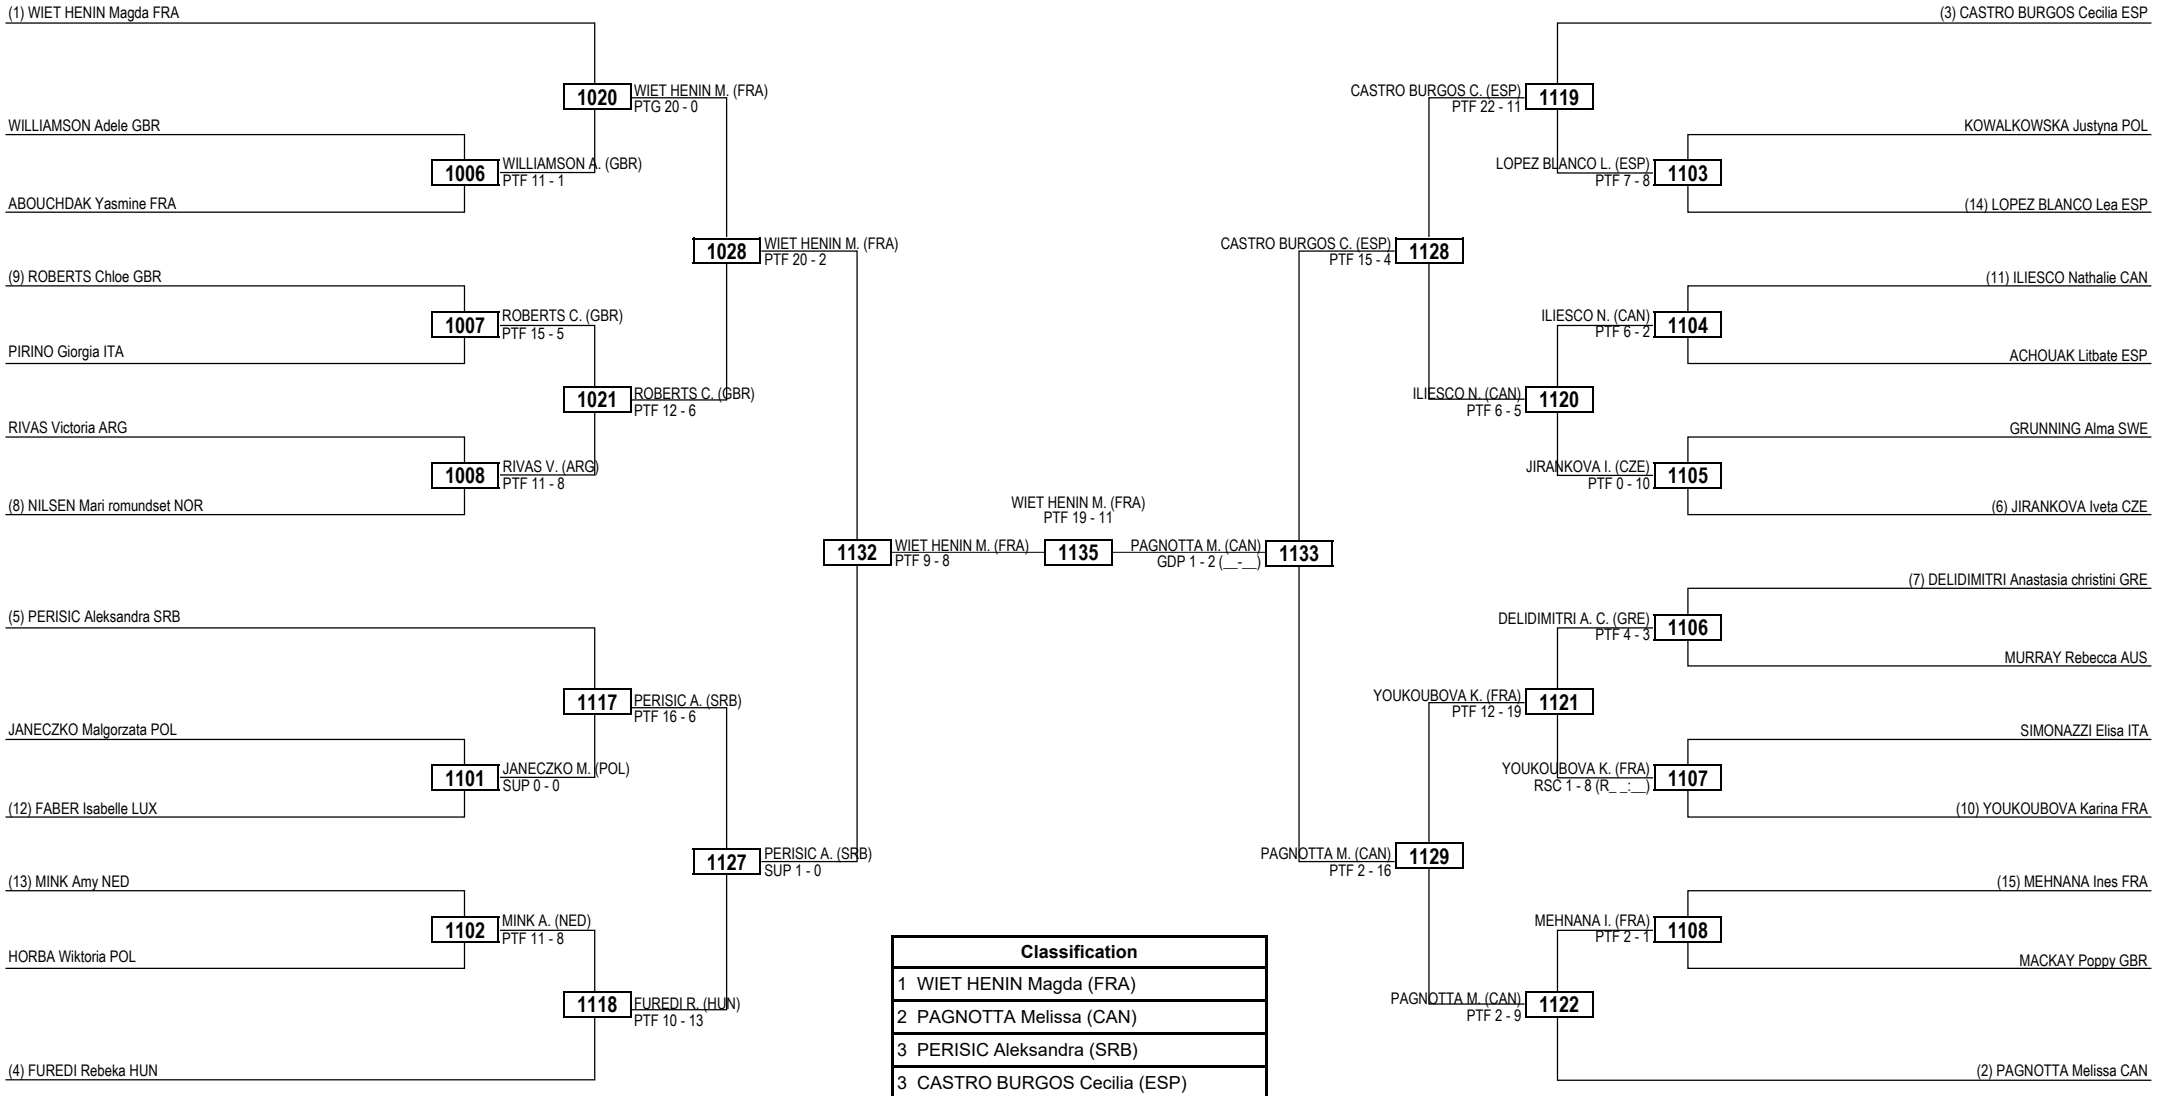 (1) WIET HENIN Magda FRA
(3) CASTRO BURGOS Cecilia ESP
1020
WIET HENIN M. (FRA)
PTG 20 - 0
CASTRO BURGOS C. (ESP)
PTF 22 - 11
1119
WILLIAMSON Adele GBR
KOWALKOWSKA Justyna POL
1006
WILLIAMSON A. (GBR)
PTF 11 - 1
LOPEZ BLANCO L. (ESP)
PTF 7 - 8
1103
ABOUCHDAK Yasmine FRA
(14) LOPEZ BLANCO Lea ESP
1028
WIET HENIN M. (FRA)
PTF 20 - 2
CASTRO BURGOS C. (ESP)
PTF 15 - 4
1128
(9) ROBERTS Chloe GBR
(11) ILIESCO Nathalie CAN
1007
ROBERTS C. (GBR)
PTF 15 - 5
ILIESCO N. (CAN)
PTF 6 - 2
1104
PIRINO Giorgia ITA
ACHOUAK Litbate ESP
1021
ROBERTS C. (GBR)
PTF 12 - 6
ILIESCO N. (CAN)
PTF 6 - 5
1120
RIVAS Victoria ARG
GRUNNING Alma SWE
1008
RIVAS V. (ARG)
PTF 11 - 8
JIRANKOVA I. (CZE)
PTF 0 - 10
1105
(8) NILSEN Mari romundset NOR
(6) JIRANKOVA Iveta CZE
WIET HENIN M. (FRA)
PTF 19 - 11
1132
WIET HENIN M. (FRA)
PTF 9 - 8
1135
PAGNOTTA M. (CAN)
GDP 1 - 2 (__-__)
1133
(7) DELIDIMITRI Anastasia christini GRE
(5) PERISIC Aleksandra SRB
DELIDIMITRI A. C. (GRE)
PTF 4 - 3
1106
MURRAY Rebecca AUS
1117
PERISIC A. (SRB)
PTF 16 - 6
YOUKOUBOVA K. (FRA)
PTF 12 - 19
1121
JANECZKO Malgorzata POL
SIMONAZZI Elisa ITA
1101
JANECZKO M. (POL)
SUP 0 - 0
YOUKOUBOVA K. (FRA)
RSC 1 - 8 (R_ _:__)
1107
(12) FABER Isabelle LUX
(10) YOUKOUBOVA Karina FRA
1127
PERISIC A. (SRB)
SUP 1 - 0
PAGNOTTA M. (CAN)
PTF 2 - 16
1129
(13) MINK Amy NED
(15) MEHNANA Ines FRA
1102
MINK A. (NED)
PTF 11 - 8
MEHNANA I. (FRA)
PTF 2 - 1
1108
HORBA Wiktoria POL
MACKAY Poppy GBR
1118
FUREDI R. (HUN)
PTF 10 - 13
PAGNOTTA M. (CAN)
PTF 2 - 9
1122
(4) FUREDI Rebeka HUN
(2) PAGNOTTA Melissa CAN
Classification
1 WIET HENIN Magda (FRA)
2 PAGNOTTA Melissa (CAN)
3 PERISIC Aleksandra (SRB)
3 CASTRO BURGOS Cecilia (ESP)